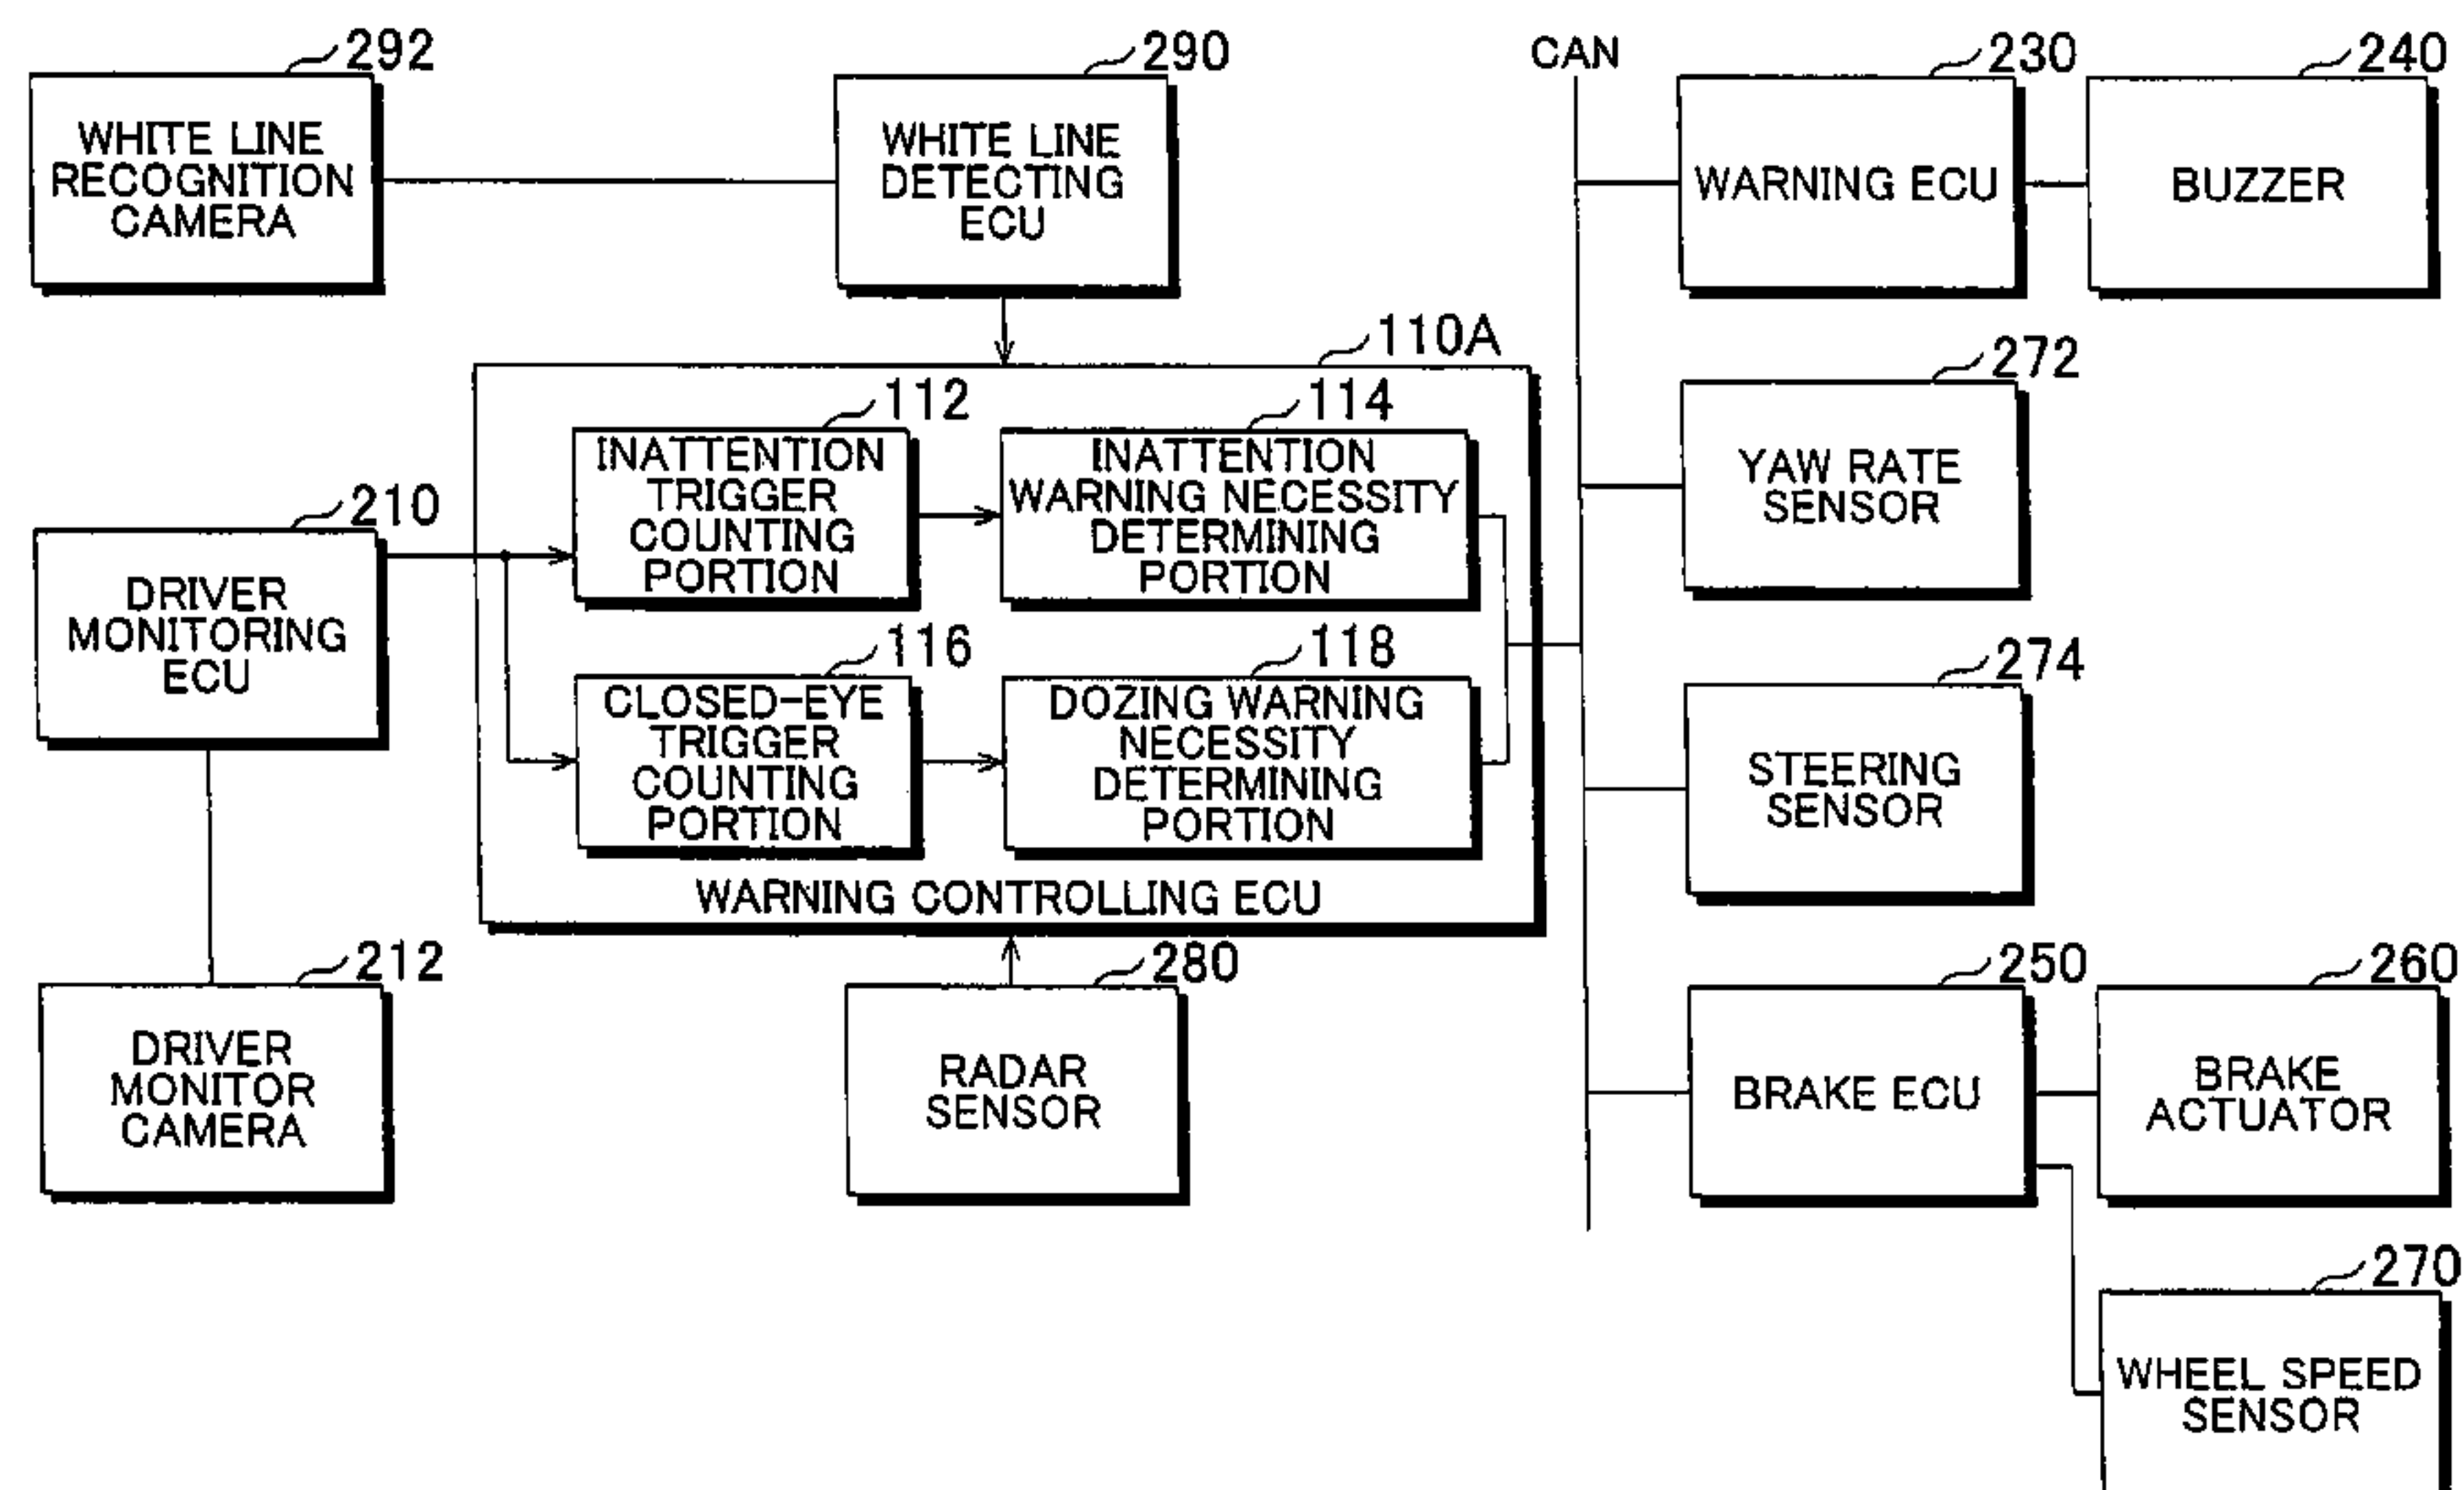 292
WHITE LINE
RECOGNITION
CAMERA
290
WHITE LINE
DETECTING
ECU
CAN
230
WARNING ECU
240
BUZZER
110A
112
INATTENTION
TRIGGER
COUNTING
PORTION
114
INATTENTION
WARNING NECESSITY
DETERMINING
PORTION
272
YAW RATE
SENSOR
210
DRIVER
MONITORING
ECU
116
CLOSED-EYE
TRIGGER
COUNTING
PORTION
118
DOZING WARNING
NECESSITY
DETERMINING
PORTION
WARNING CONTROLLING ECU
274
STEERING
SENSOR
212
DRIVER
MONITOR
CAMERA
280
RADAR
SENSOR
250
BRAKE ECU
260
BRAKE
ACTUATOR
270
WHEEL SPEED
SENSOR